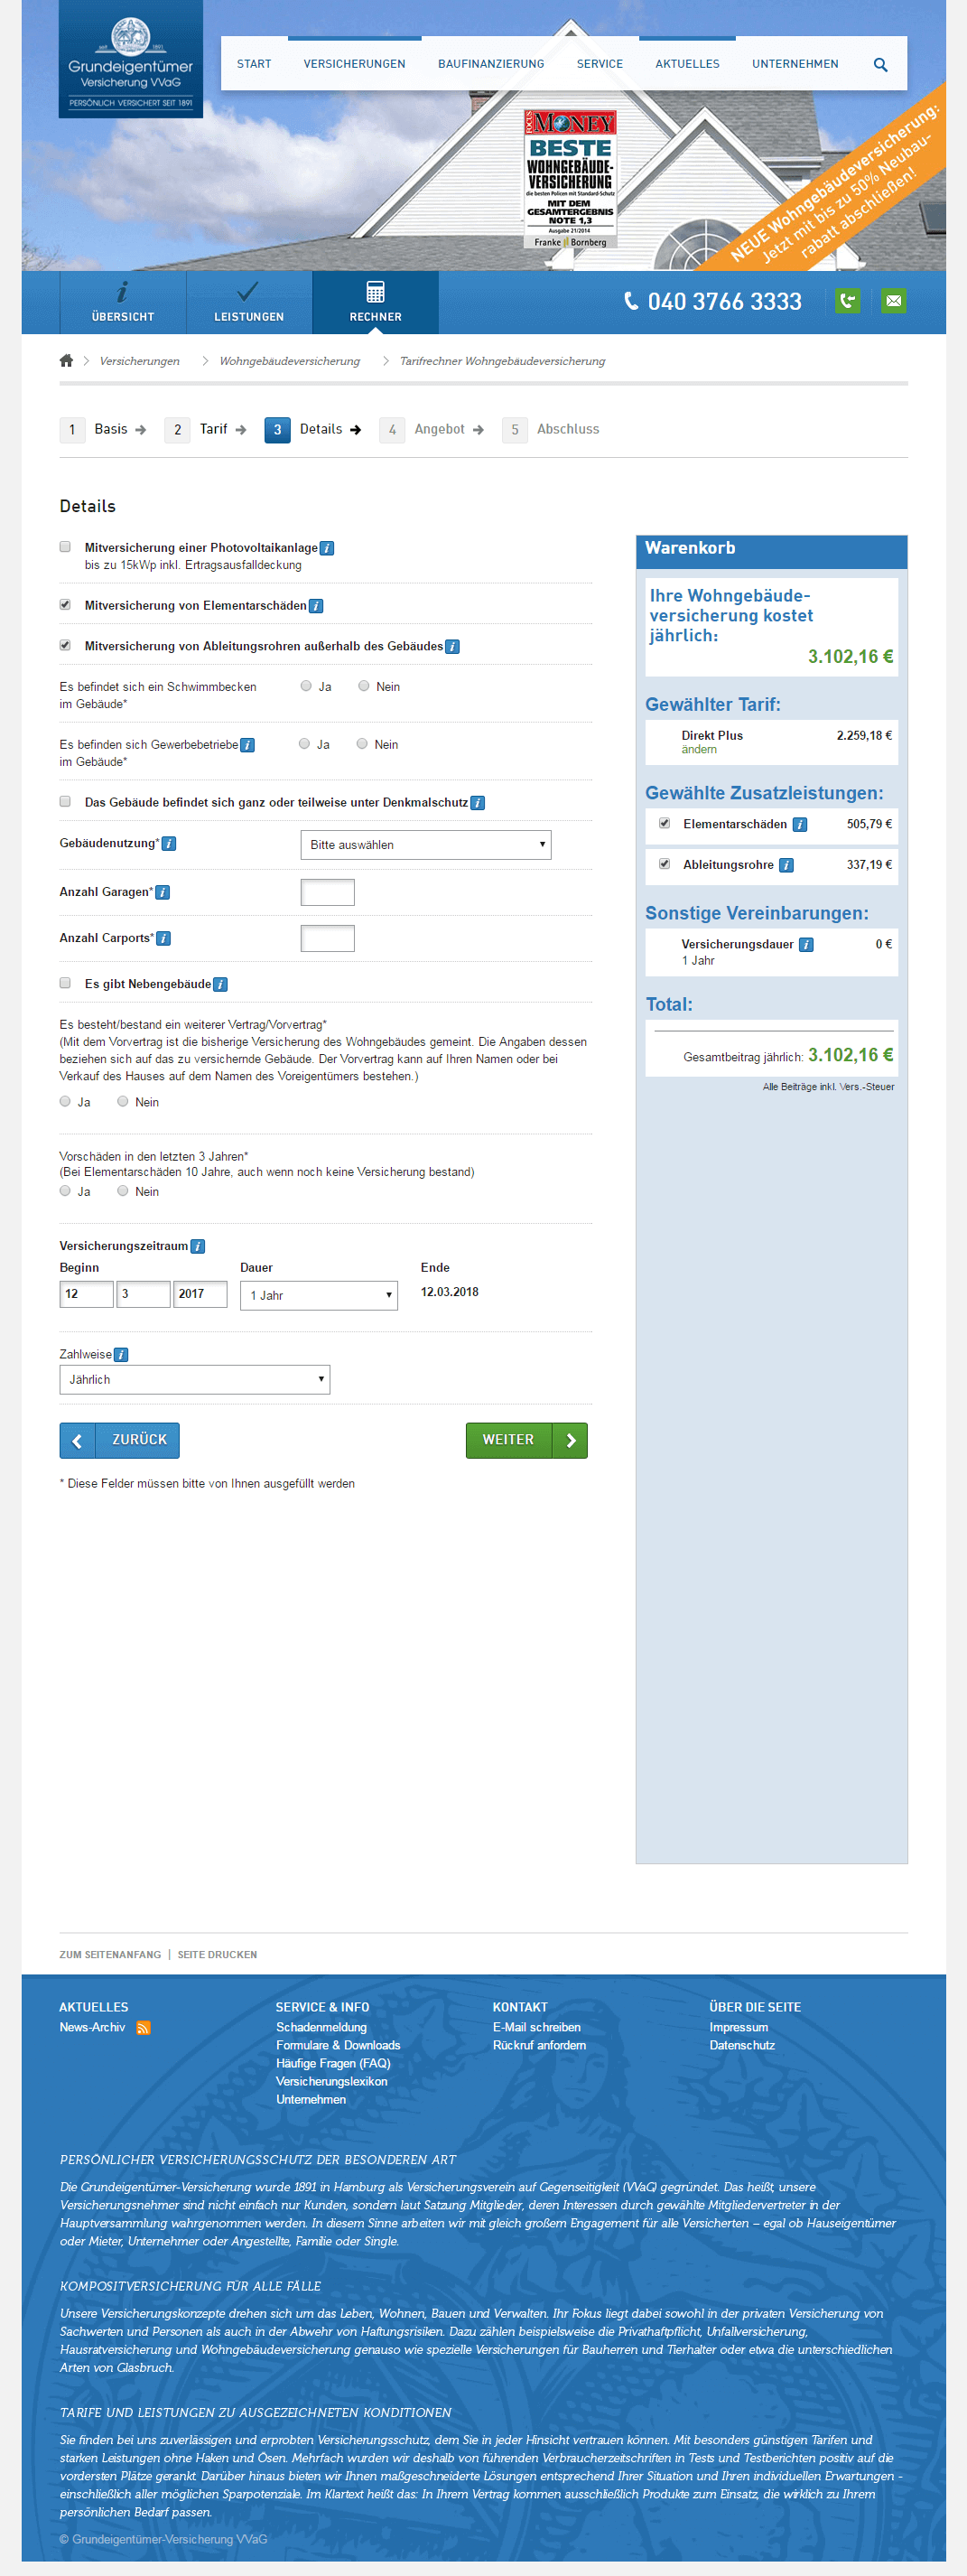 seit 1891
Grundeigentümer
Versicherung VVaG
PERSÖNLICH VERSICHERT SEIT 1891
START VERSICHERUNGEN BAUFINANZIERUNG SERVICE AKTUELLES UNTERNEHMEN
FOCUS MONEY
BESTE
WOHNGEBÄUDE-
VERSICHERUNG
die besten Policen mit Standard-Schutz
MIT DEM
GESAMTERGEBNIS
NOTE 1,3
Ausgabe 21/2014
Franke Bornberg
NEUE Wohngebäudeversicherung:
Jetzt mit bis zu 50% Neubau-
rabatt abschließen!
ÜBERSICHT LEISTUNGEN RECHNER
040 3766 3333
Versicherungen Wohngebäudeversicherung Tarifrechner Wohngebäudeversicherung
1 Basis 2 Tarif 3 Details 4 Angebot 5 Abschluss
Details
Mitversicherung einer Photovoltaikanlage i
bis zu 15kWp inkl. Ertragsausfalldeckung
Mitversicherung von Elementarschäden i
Mitversicherung von Ableitungsrohren außerhalb des Gebäudes i
Es befindet sich ein Schwimmbecken Ja Nein
im Gebäude*
Es befinden sich Gewerbebetriebe i Ja Nein
im Gebäude*
Das Gebäude befindet sich ganz oder teilweise unter Denkmalschutz i
Gebäudenutzung* i Bitte auswählen
Anzahl Garagen* i
Anzahl Carports* i
Es gibt Nebengebäude i
Es besteht/bestand ein weiterer Vertrag/Vorvertrag*
(Mit dem Vorvertrag ist die bisherige Versicherung des Wohngebäudes gemeint. Die Angaben dessen
beziehen sich auf das zu versichernde Gebäude. Der Vorvertrag kann auf Ihren Namen oder bei
Verkauf des Hauses auf dem Namen des Voreigentümers bestehen.)
Ja Nein
Vorschäden in den letzten 3 Jahren*
(Bei Elementarschäden 10 Jahre, auch wenn noch keine Versicherung bestand)
Ja Nein
Versicherungszeitraum i
Beginn Dauer Ende
12 3 2017 1 Jahr 12.03.2018
Zahlweise i
Jährlich
ZURÜCK WEITER
* Diese Felder müssen bitte von Ihnen ausgefüllt werden
Warenkorb
Ihre Wohngebäude-
versicherung kostet
jährlich:
3.102,16 €
Gewählter Tarif:
Direkt Plus 2.259,18 €
ändern
Gewählte Zusatzleistungen:
Elementarschäden i 505,79 €
Ableitungsrohre i 337,19 €
Sonstige Vereinbarungen:
Versicherungsdauer i 0 €
1 Jahr
Total:
Gesamtbeitrag jährlich: 3.102,16 €
Alle Beiträge inkl. Vers.-Steuer
ZUM SEITENANFANG | SEITE DRUCKEN
AKTUELLES
News-Archiv
SERVICE & INFO
Schadenmeldung
Formulare & Downloads
Häufige Fragen (FAQ)
Versicherungslexikon
Unternehmen
KONTAKT
E-Mail schreiben
Rückruf anfordern
ÜBER DIE SEITE
Impressum
Datenschutz
PERSÖNLICHER VERSICHERUNGSSCHUTZ DER BESONDEREN ART
Die Grundeigentümer-Versicherung wurde 1891 in Hamburg als Versicherungsverein auf Gegenseitigkeit (VVaG) gegründet. Das heißt, unsere
Versicherungsnehmer sind nicht einfach nur Kunden, sondern laut Satzung Mitglieder, deren Interessen durch gewählte Mitgliedervertreter in der
Hauptversammlung wahrgenommen werden. In diesem Sinne arbeiten wir mit gleich großem Engagement für alle Versicherten – egal ob Hauseigentümer
oder Mieter, Unternehmer oder Angestellte, Familie oder Single.
KOMPOSITVERSICHERUNG FÜR ALLE FÄLLE
Unsere Versicherungskonzepte drehen sich um das Leben, Wohnen, Bauen und Verwalten. Ihr Fokus liegt dabei sowohl in der privaten Versicherung von
Sachwerten und Personen als auch in der Abwehr von Haftungsrisiken. Dazu zählen beispielsweise die Privathaftpflicht, Unfallversicherung,
Hausratversicherung und Wohngebäudeversicherung genauso wie spezielle Versicherungen für Bauherren und Tierhalter oder etwa die unterschiedlichen
Arten von Glasbruch.
TARIFE UND LEISTUNGEN ZU AUSGEZEICHNETEN KONDITIONEN
Sie finden bei uns zuverlässigen und erprobten Versicherungsschutz, dem Sie in jeder Hinsicht vertrauen können. Mit besonders günstigen Tarifen und
starken Leistungen ohne Haken und Ösen. Mehrfach wurden wir deshalb von führenden Verbraucherzeitschriften in Tests und Testberichten positiv auf die
vordersten Plätze gerankt. Darüber hinaus bieten wir Ihnen maßgeschneiderte Lösungen entsprechend Ihrer Situation und Ihren individuellen Erwartungen -
einschließlich aller möglichen Sparpotenziale. Im Klartext heißt das: In Ihrem Vertrag kommen ausschließlich Produkte zum Einsatz, die wirklich zu Ihrem
persönlichen Bedarf passen.
© Grundeigentümer-Versicherung VVaG